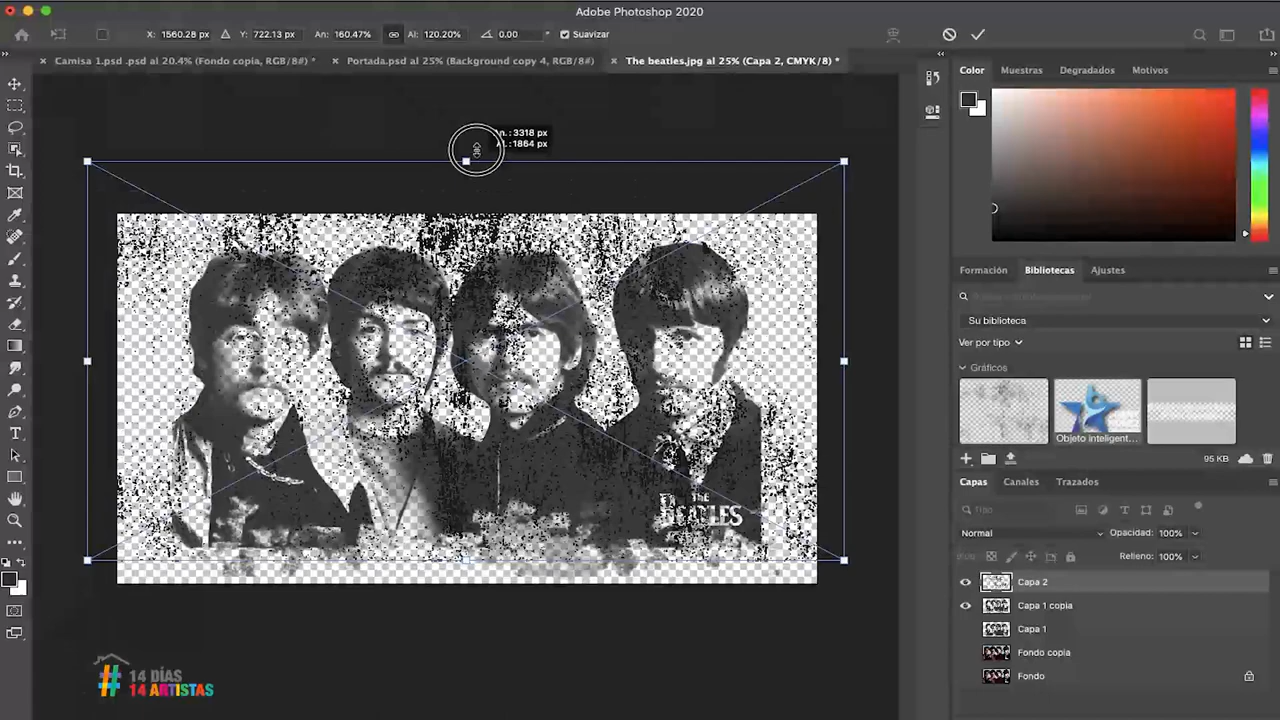 Adobe Photoshop 2020
X: 1560.28 px Y: 722.13 px An: 160.47% Al: 120.20% 0.00 ° Suavizar
Camisa 1.psd .psd al 20.4% (Fondo copia, RGB/8#) *
Portada.psd al 25% (Background copy 4, RGB/8#)
The beatles.jpg al 25% (Capa 2, CMYK/8) *
Color Muestras Degradados Motivos
: 3318 px
: 1864 px
Formación Bibliotecas Ajustes
Su biblioteca
Ver por tipo
Gráficos
Objeto inteligent...
95 KB
Capas Canales Trazados
Tipo
Normal Opacidad: 100%
Relleno: 100%
Capa 2
Capa 1 copia
Capa 1
Fondo copia
Fondo
THE
BEATLES
# 14 DÍAS
14 ARTISTAS